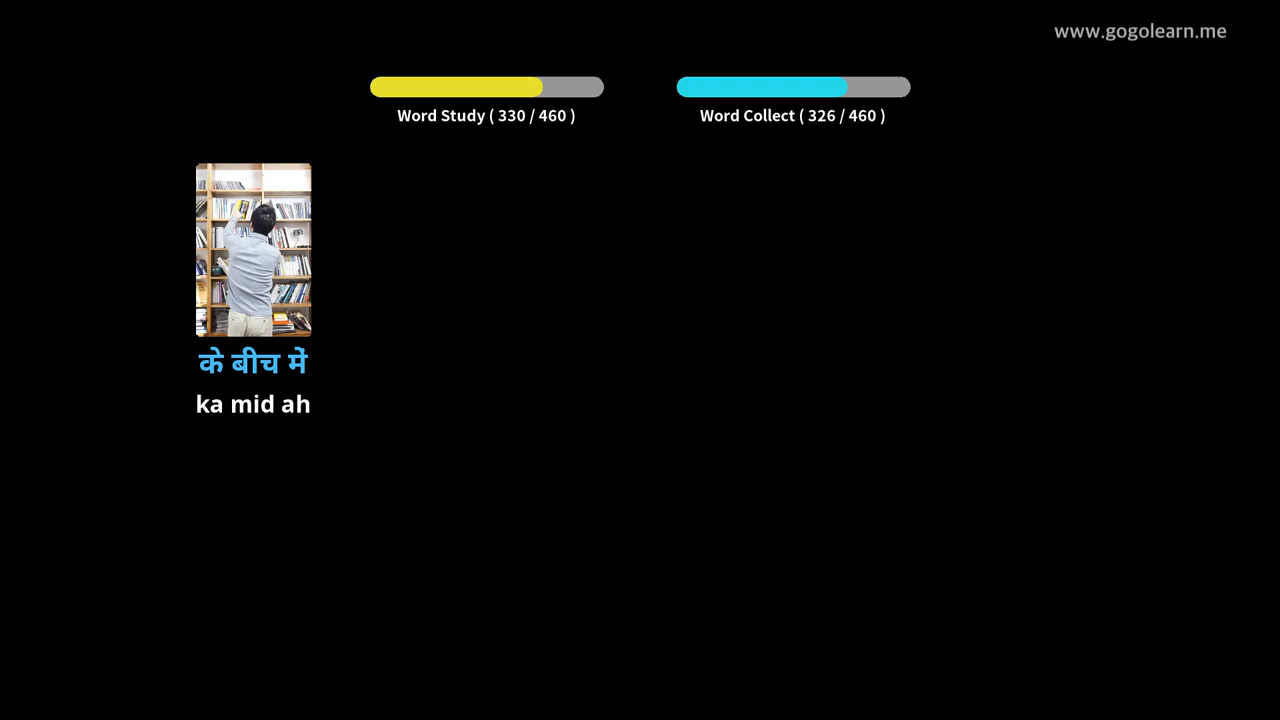 www.gogolearn.me
Word Study ( 330 / 460 )
Word Collect ( 326 / 460 )
के बीच में
ka mid ah